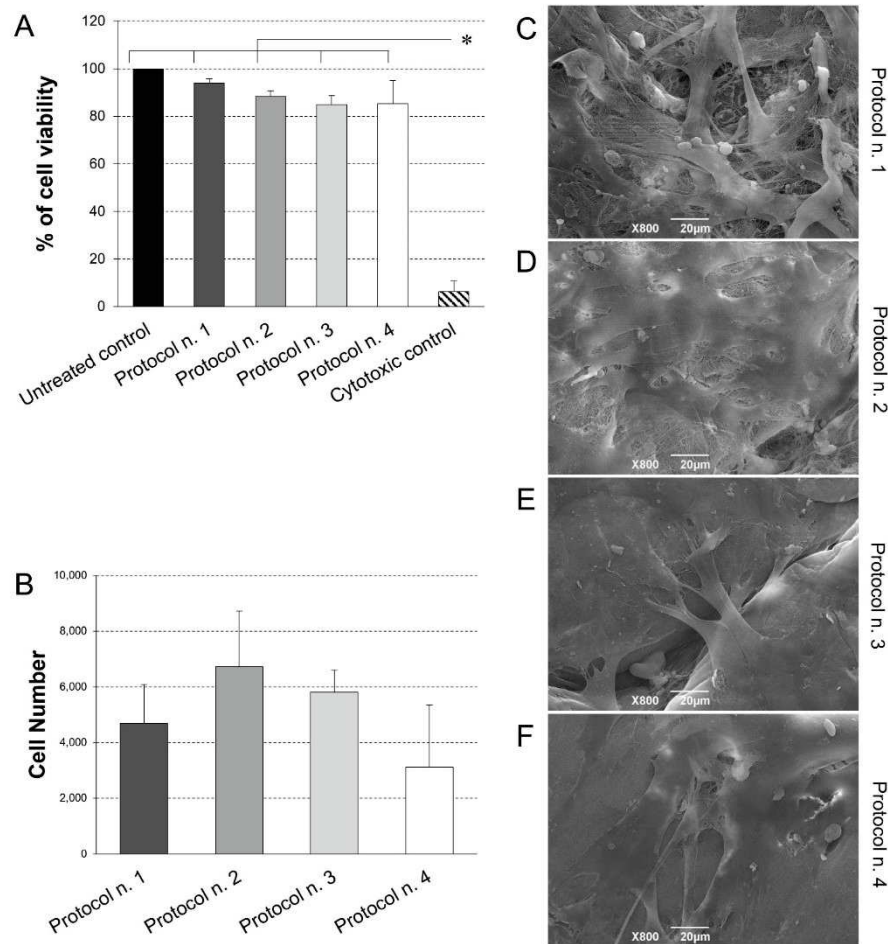 A
120
100
80
60
40
20
0
% of cell viability
*
Untreated control
Protocol n. 1
Protocol n. 2
Protocol n. 3
Protocol n. 4
Cytotoxic control
B
10,000
8,000
6,000
4,000
2,000
0
Cell Number
Protocol n. 1
Protocol n. 2
Protocol n. 3
Protocol n. 4
C
X800 20µm
Protocol n. 1
D
X800 20µm
Protocol n. 2
E
X800 20µm
Protocol n. 3
F
X800 20µm
Protocol n. 4